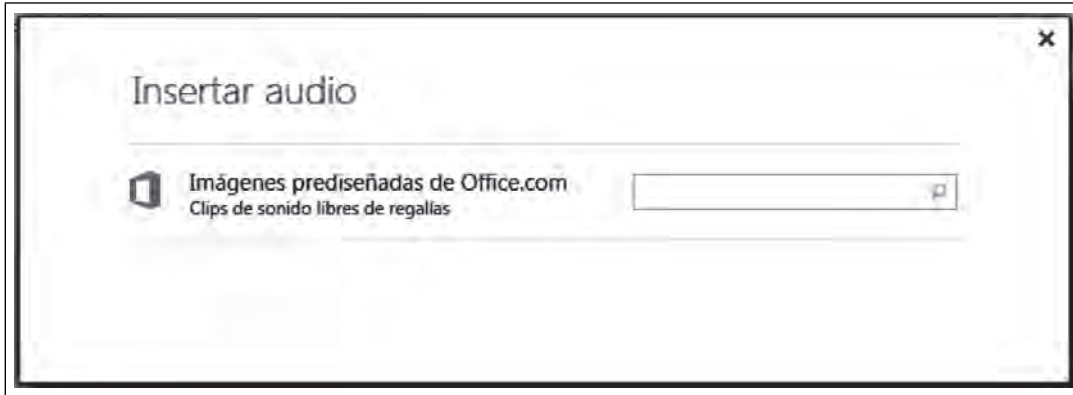 Insertar audio
Imágenes prediseñadas de Office.com
Clips de sonido libres de regalías